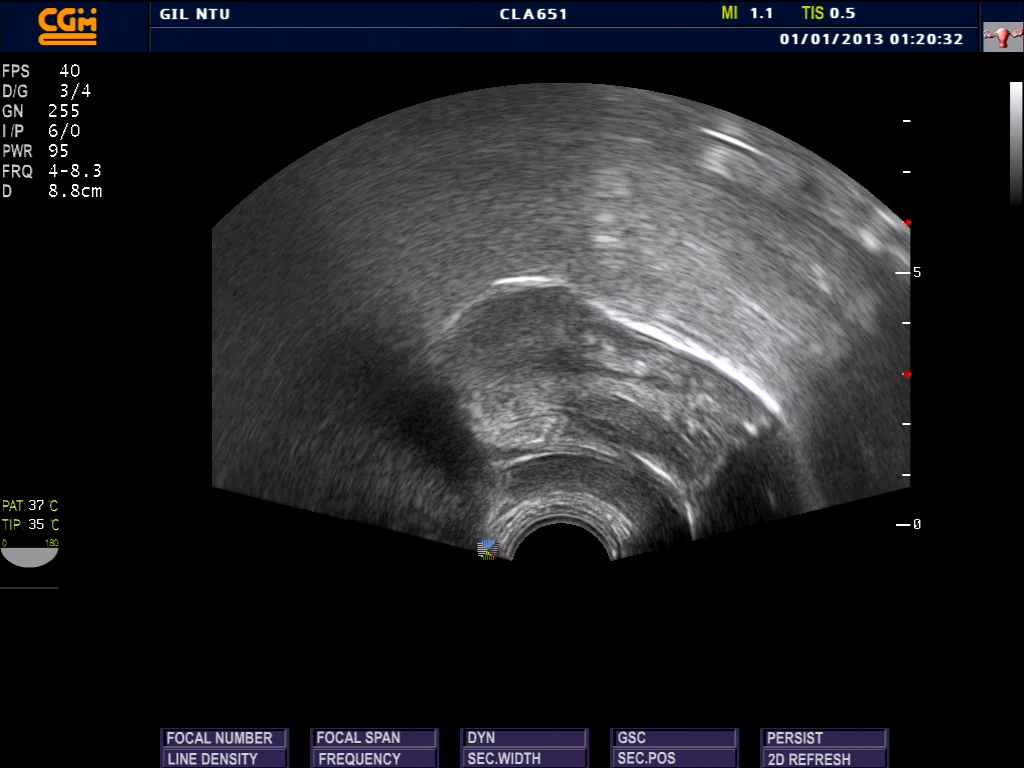 CGM
GIL NTU CLA651 MI 1.1 TIS 0.5
01/01/2013 01:20:32
FPS 40
D/G 3/4
GN 255
I/P 6/0
PWR 95
FRQ 4-8.3
D 8.8cm
5
PAT: 37 °C
TIP: 35 °C
0 180
0
FOCAL NUMBER FOCAL SPAN DYN GSC PERSIST
LINE DENSITY FREQUENCY SEC.WIDTH SEC.POS 2D REFRESH